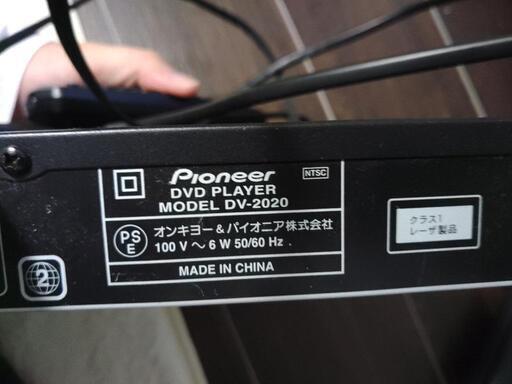 Pioneer
NTSC
DVD PLAYER
MODEL DV-2020
PS
E
オンキヨー&パイオニア株式会社
100 V ～ 6 W 50/60 Hz
MADE IN CHINA
クラス1
レーザ製品
2